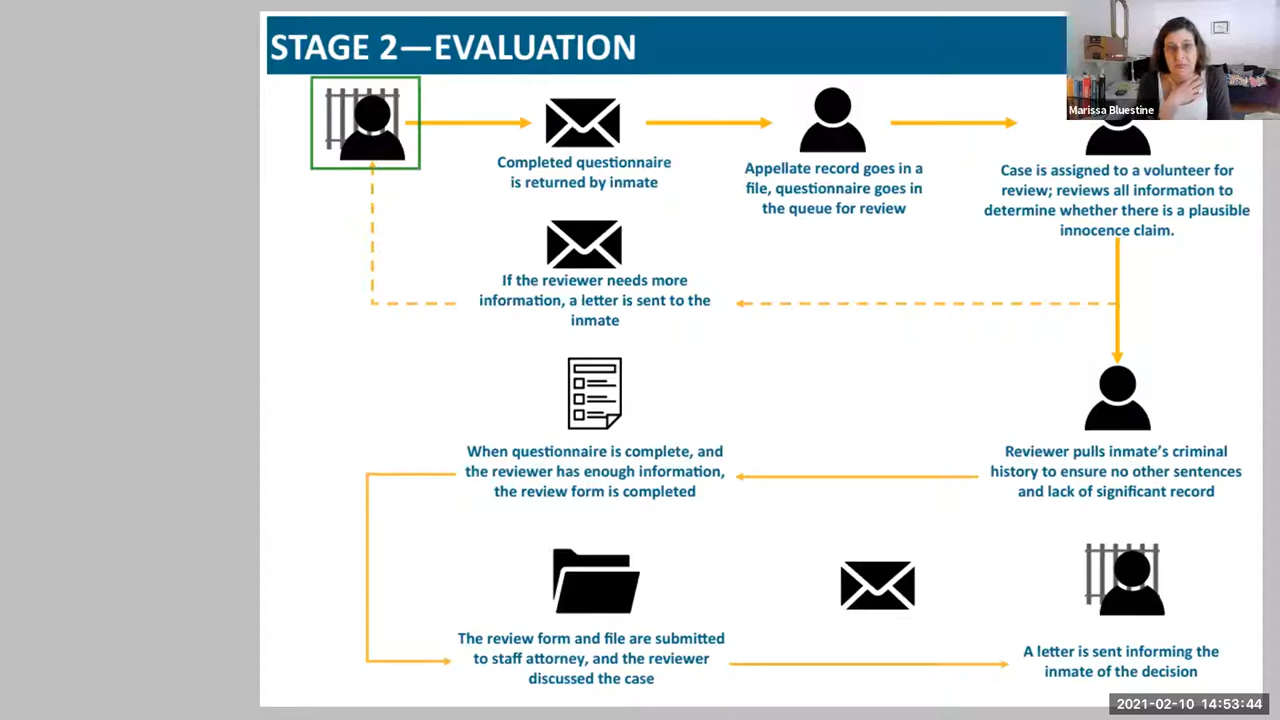 STAGE 2—EVALUATION
Marissa Bluestine
Completed questionnaire
is returned by inmate
Appellate record goes in a
file, questionnaire goes in
the queue for review
Case is assigned to a volunteer for
review; reviews all information to
determine whether there is a plausible
innocence claim.
If the reviewer needs more
information, a letter is sent to the
inmate
When questionnaire is complete, and
the reviewer has enough information,
the review form is completed
Reviewer pulls inmate's criminal
history to ensure no other sentences
and lack of significant record
The review form and file are submitted
to staff attorney, and the reviewer
discussed the case
A letter is sent informing the
inmate of the decision
2021-02-10 14:53:44